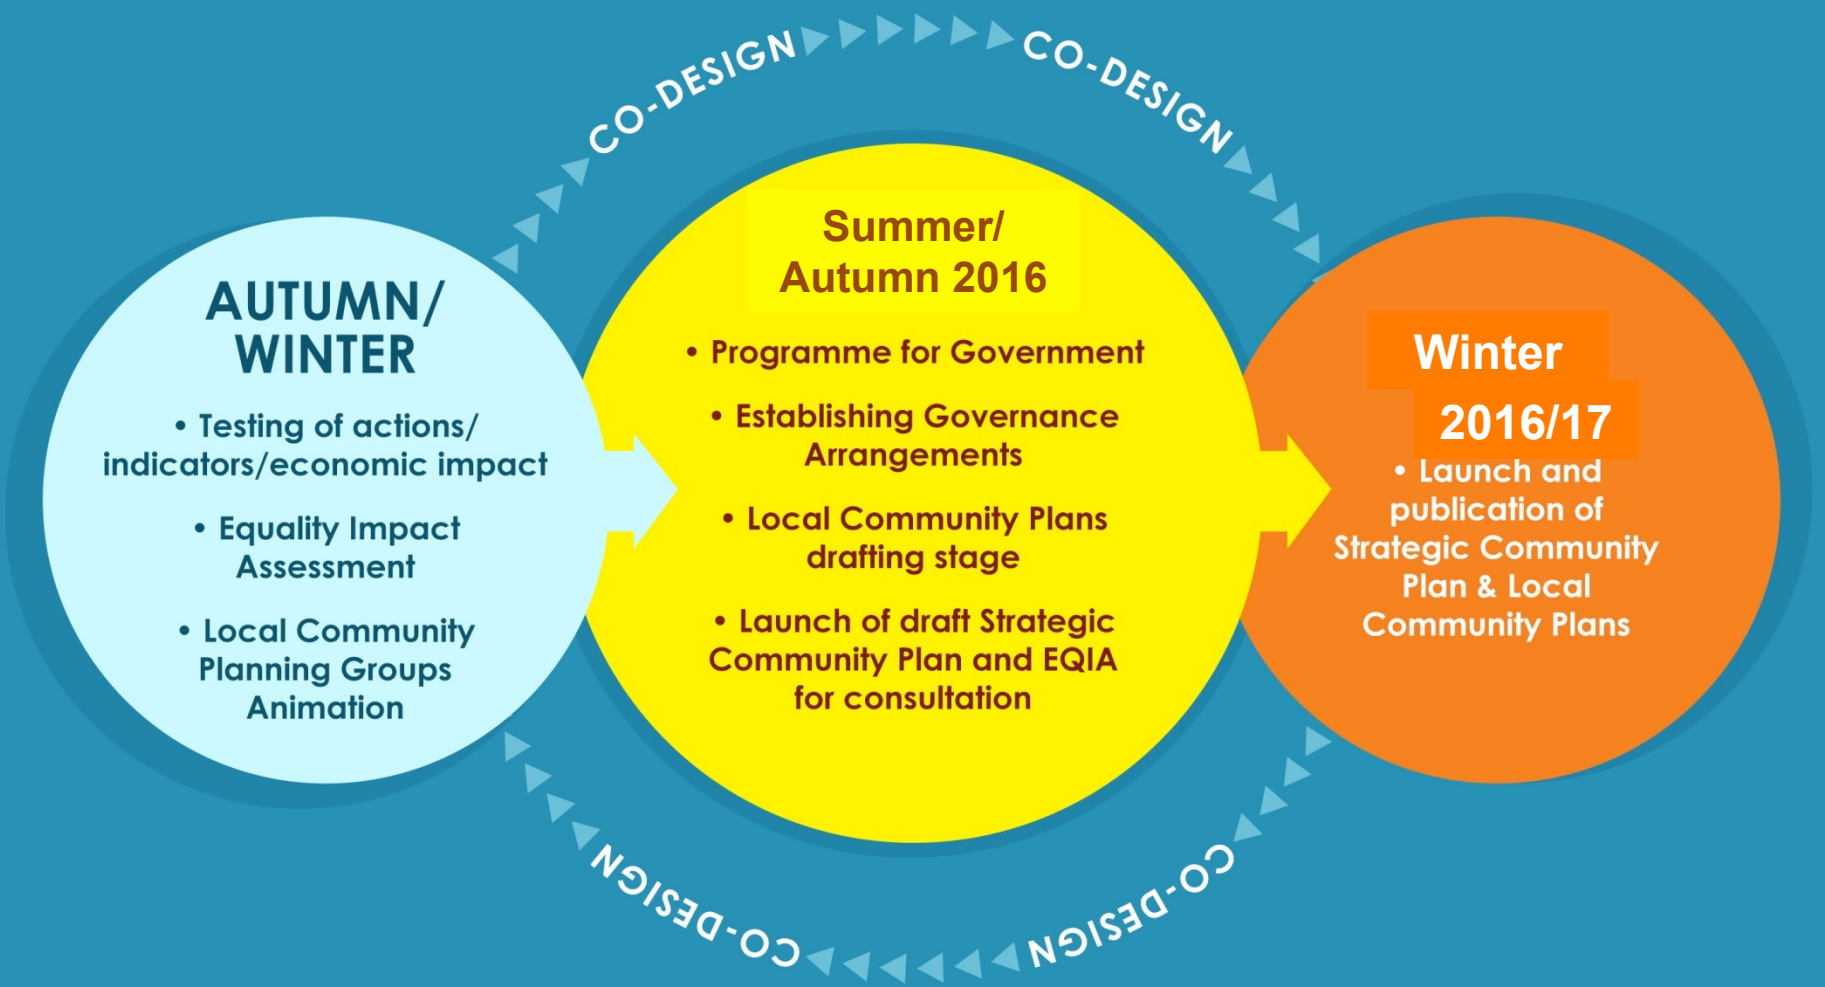 CO-DESIGN
CO-DESIGN
AUTUMN/
WINTER
• Testing of actions/
indicators/economic impact
• Equality Impact
Assessment
• Local Community
Planning Groups
Animation
Summer/
Autumn 2016
• Programme for Government
• Establishing Governance
Arrangements
• Local Community Plans
drafting stage
• Launch of draft Strategic
Community Plan and EQIA
for consultation
Winter
2016/17
• Launch and
publication of
Strategic Community
Plan & Local
Community Plans
CO-DESIGN
CO-DESIGN